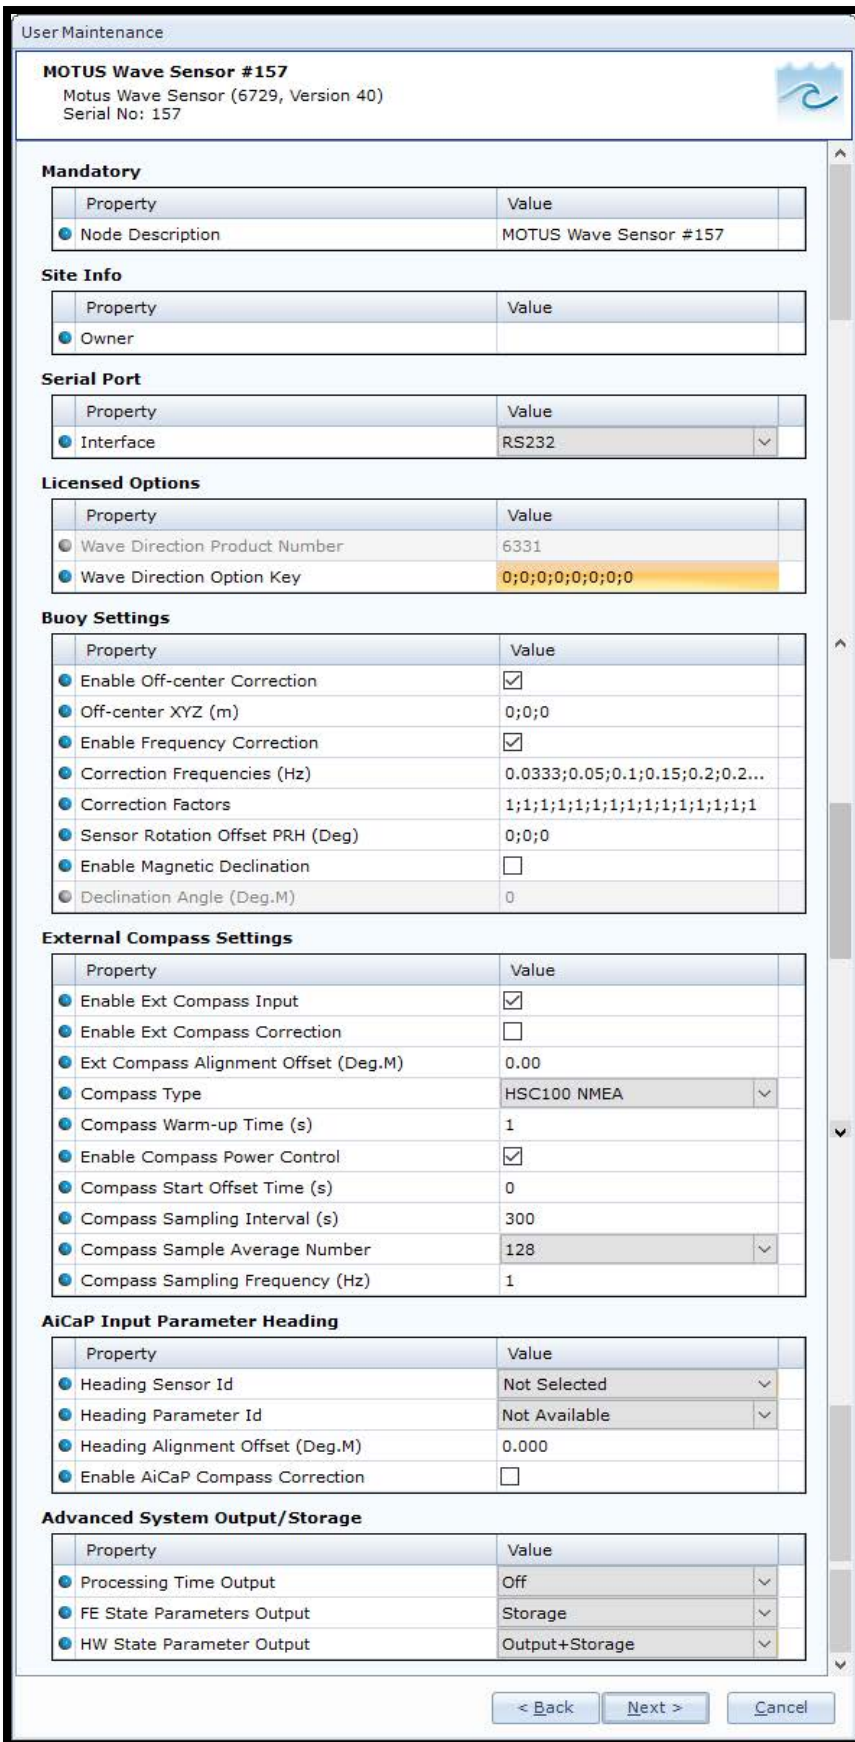 User Maintenance
MOTUS Wave Sensor #157
Motus Wave Sensor (6729, Version 40)
Serial No: 157
Mandatory
Property Value
Node Description MOTUS Wave Sensor #157
Site Info
Property Value
Owner
Serial Port
Property Value
Interface RS232
Licensed Options
Property Value
Wave Direction Product Number 6331
Wave Direction Option Key 0;0;0;0;0;0;0;0
Buoy Settings
Property Value
Enable Off-center Correction
Off-center XYZ (m) 0;0;0
Enable Frequency Correction
Correction Frequencies (Hz) 0.0333;0.05;0.1;0.15;0.2;0.2...
Correction Factors 1;1;1;1;1;1;1;1;1;1;1;1;1;1;1
Sensor Rotation Offset PRH (Deg) 0;0;0
Enable Magnetic Declination
Declination Angle (Deg.M) 0
External Compass Settings
Property Value
Enable Ext Compass Input
Enable Ext Compass Correction
Ext Compass Alignment Offset (Deg.M) 0.00
Compass Type HSC100 NMEA
Compass Warm-up Time (s) 1
Enable Compass Power Control
Compass Start Offset Time (s) 0
Compass Sampling Interval (s) 300
Compass Sample Average Number 128
Compass Sampling Frequency (Hz) 1
AiCaP Input Parameter Heading
Property Value
Heading Sensor Id Not Selected
Heading Parameter Id Not Available
Heading Alignment Offset (Deg.M) 0.000
Enable AiCaP Compass Correction
Advanced System Output/Storage
Property Value
Processing Time Output Off
FE State Parameters Output Storage
HW State Parameter Output Output+Storage
< Back Next > Cancel